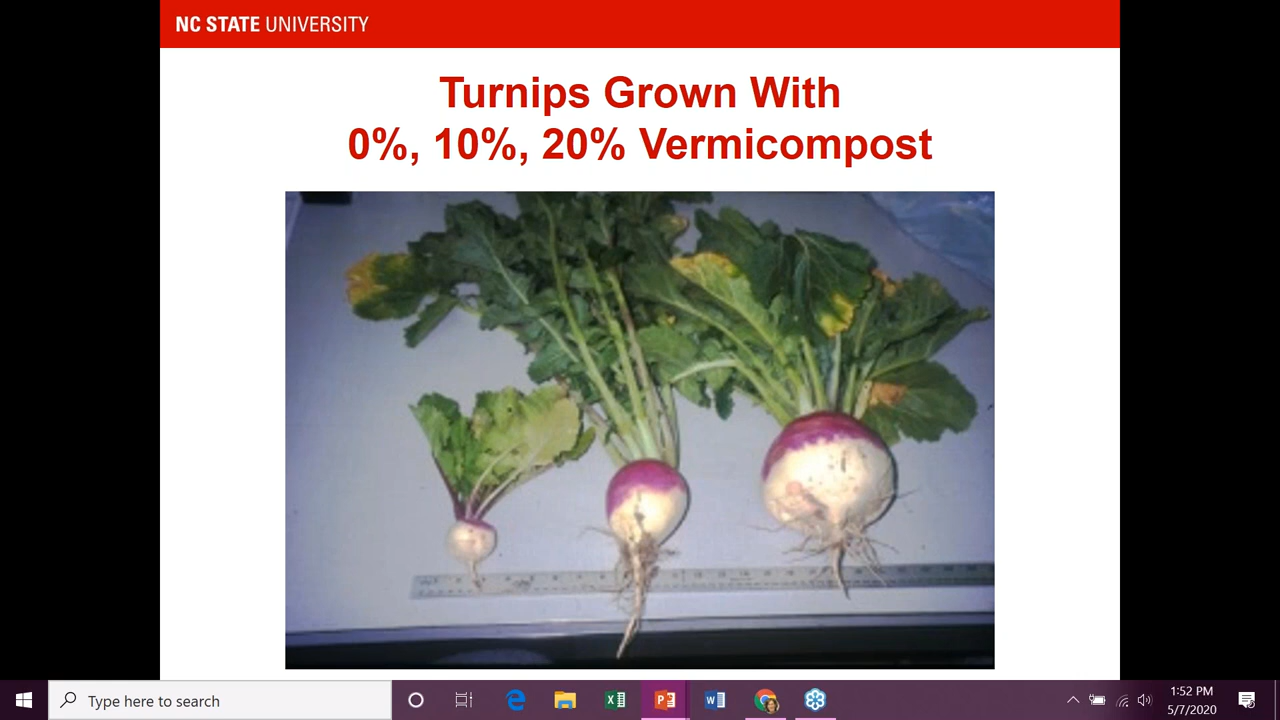 NC STATE UNIVERSITY
Turnips Grown With
0%, 10%, 20% Vermicompost
Type here to search
1:52 PM
5/7/2020